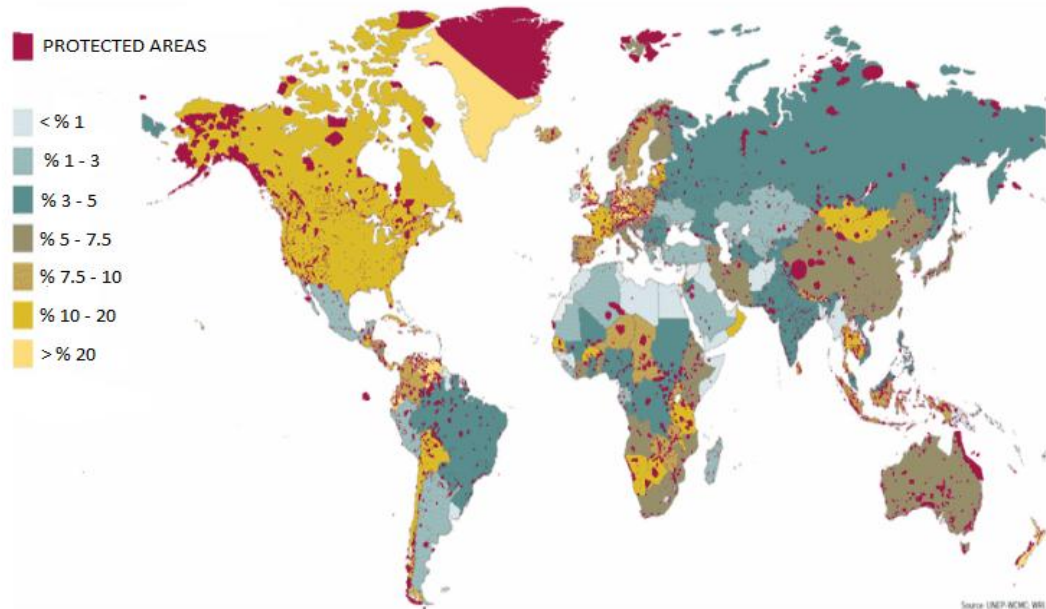 PROTECTED AREAS
< % 1
% 1 - 3
% 3 - 5
% 5 - 7.5
% 7.5 - 10
% 10 - 20
> % 20
Source: UNEP-WCMC; WRI